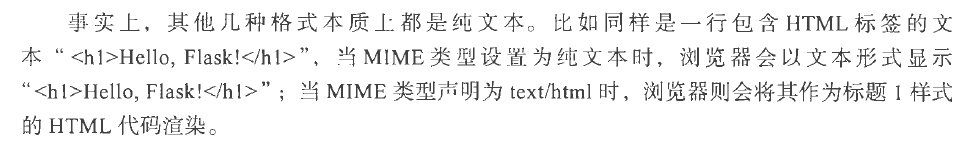 事实上，其他几种格式本质上都是纯文本。比如同样是一行包含 HTML 标签的文
本“<h1>Hello, Flask!</h1>”，当 MIME 类型设置为纯文本时，浏览器会以文本形式显示
“<h1>Hello, Flask!</h1>”；当 MIME 类型声明为 text/html 时，浏览器则会将其作为标题 1 样式
的 HTML 代码渲染。